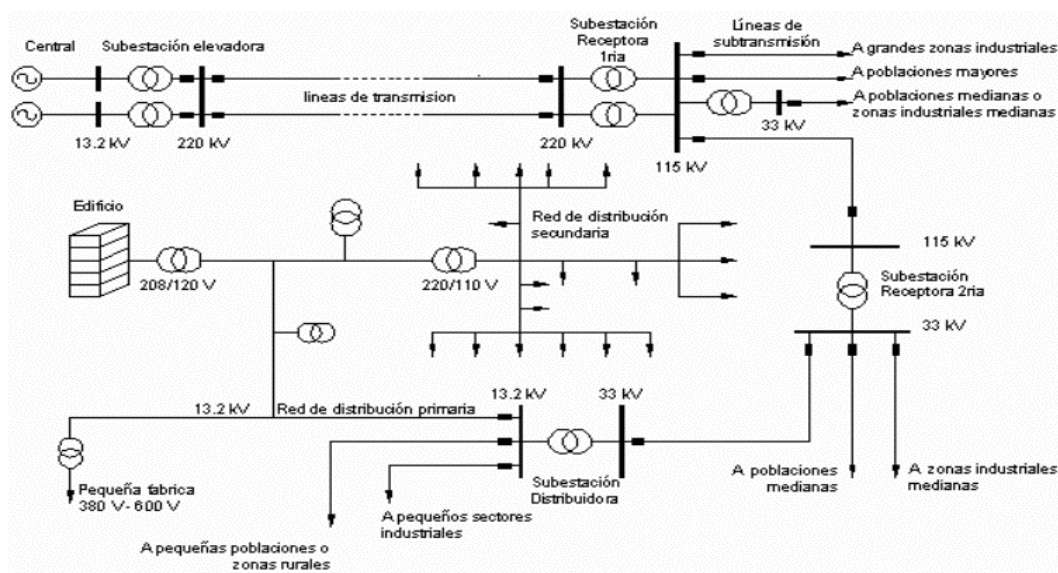 Central
Subestación elevadora
Subestación
Receptora
1ria
Líneas de
subtransmisión
A grandes zonas industriales
A poblaciones mayores
A poblaciones medianas o
zonas industriales medianas
lineas de transmision
13.2 kV
220 kV
220 kV
33 kV
115 kV
Edificio
Red de distribución
secundaria
208/120 V
220/110 V
115 kV
Subestación
Receptora 2ria
33 kV
13.2 kV
Red de distribución primaria
13.2 kV
33 kV
Pequeña fabrica
380 V- 600 V
Subestación
Distribuidora
A poblaciones
medianas
A zonas industriales
medianas
A pequeños sectores
industriales
A pequeñas poblaciones o
zonas rurales